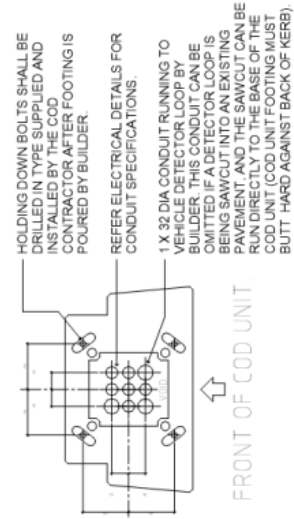 HOLDING DOWN BOLTS SHALL BE
DRILLED IN TYPE SUPPLIED AND
INSTALLED BY THE COD
CONTRACTOR AFTER FOOTING IS
POURED BY BUILDER.
REFER ELECTRICAL DETAILS FOR
CONDUIT SPECIFICATIONS.
1 X 32 DIA CONDUIT RUNNING TO
VEHICLE DETECTOR LOOP BY
BUILDER. THIS CONDUIT CAN BE
OMITTED IF A DETECTOR LOOP IS
BEING SAWCUT INTO AN EXISTING
PAVEMENT, AND THE SAWCUT CAN BE
RUN DIRECTLY TO THE BASE OF THE
COD UNIT (COD UNIT FOOTING MUST
BUTT HARD AGAINST BACK OF KERB).
FRONT OF COD UNIT.